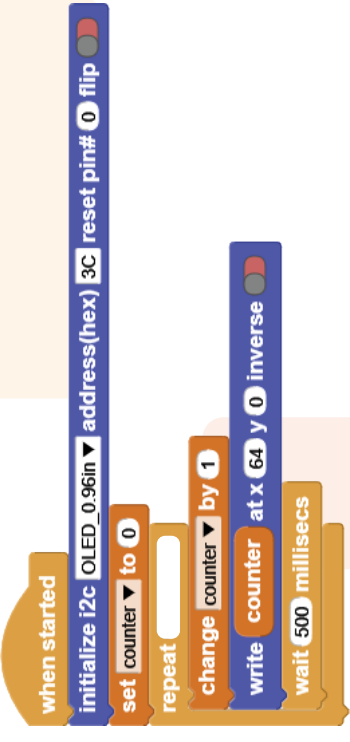 when started
initialize i2c OLED_0.96in address(hex) 3C reset pin# 0 flip
set counter to 0
repeat
change counter by 1
write counter at x 64 y 0 inverse
wait 500 millisecs